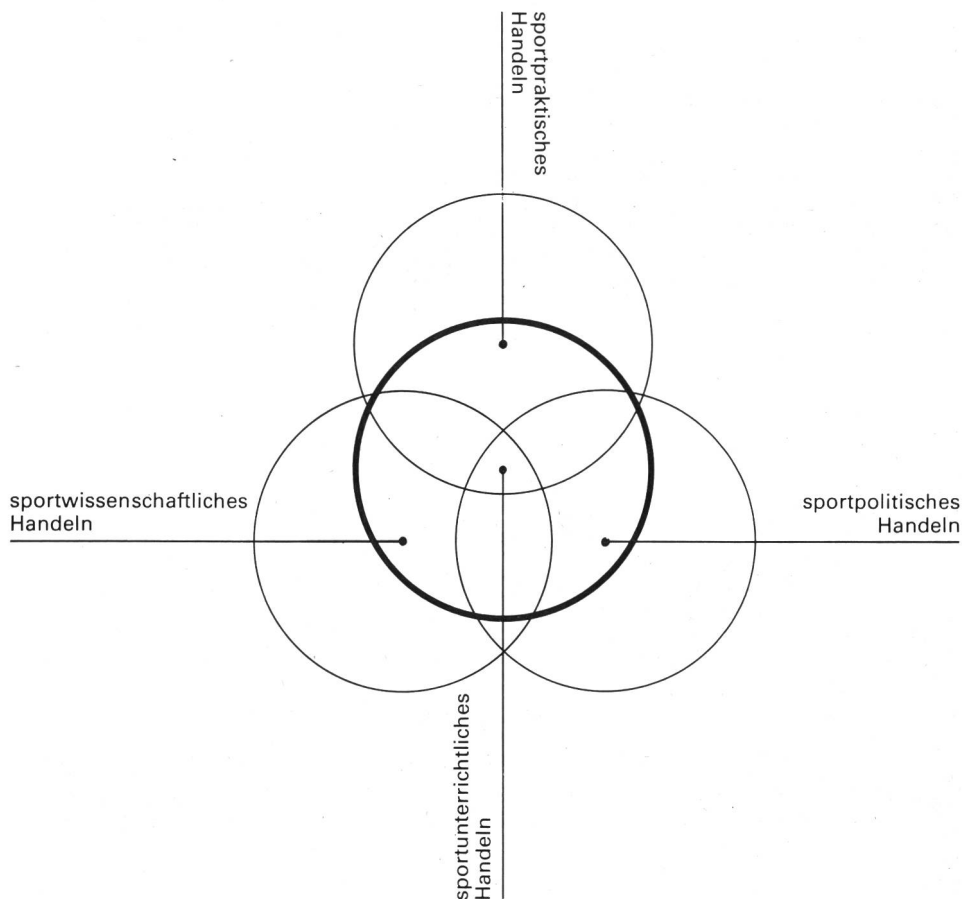 sportpraktisches
Handeln
sportwissenschaftliches
Handeln
sportpolitisches
Handeln
sportunterrichtliches
Handeln